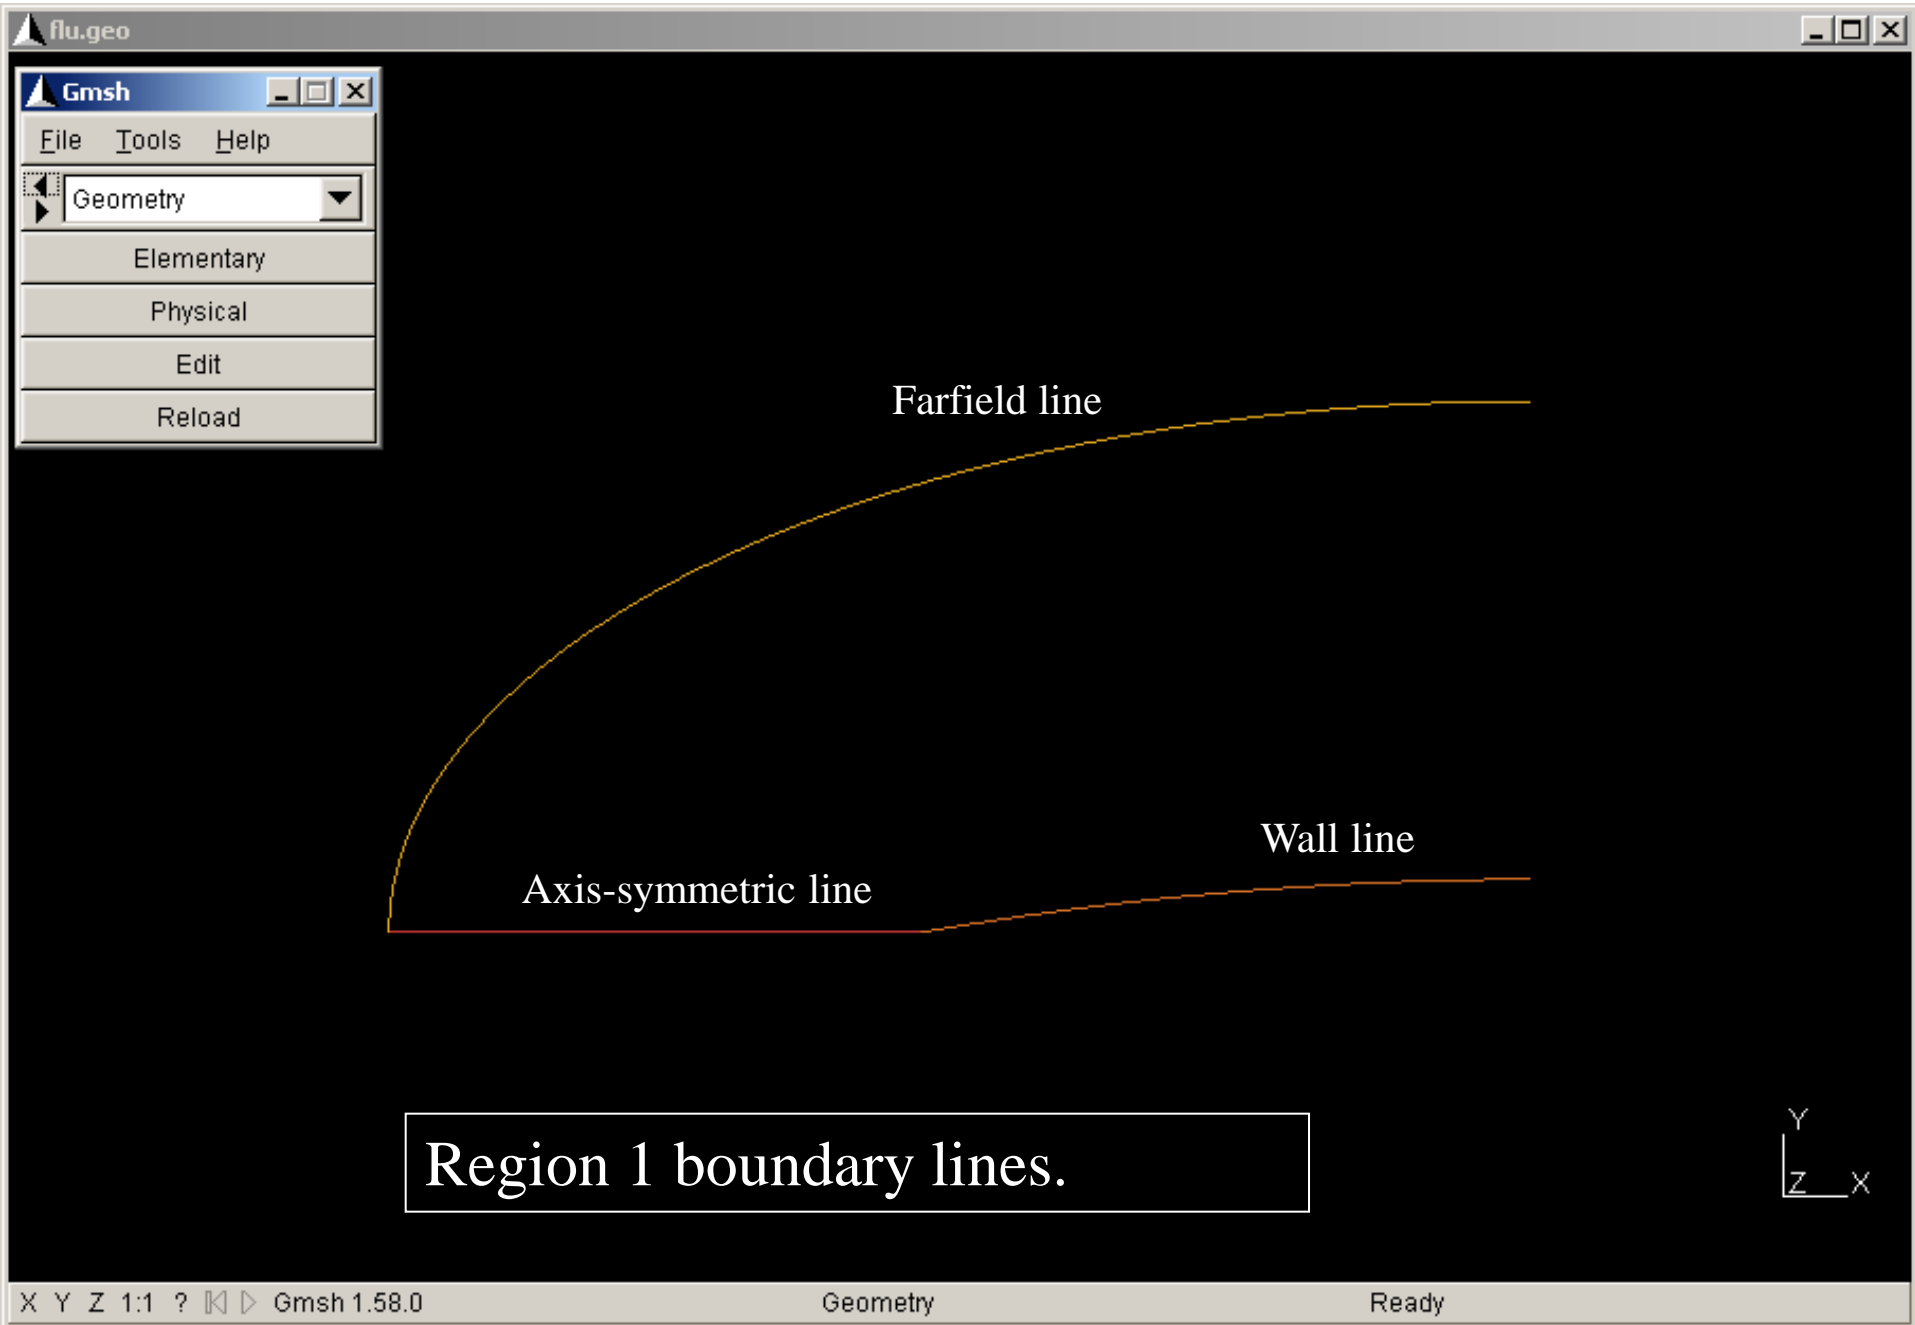 flu.geo
Gmsh
File Tools Help
Geometry
Elementary
Physical
Edit
Reload
Farfield line
Wall line
Axis-symmetric line
Region 1 boundary lines.
Y
Z X
X Y Z 1:1 ? Gmsh 1.58.0 Geometry Ready